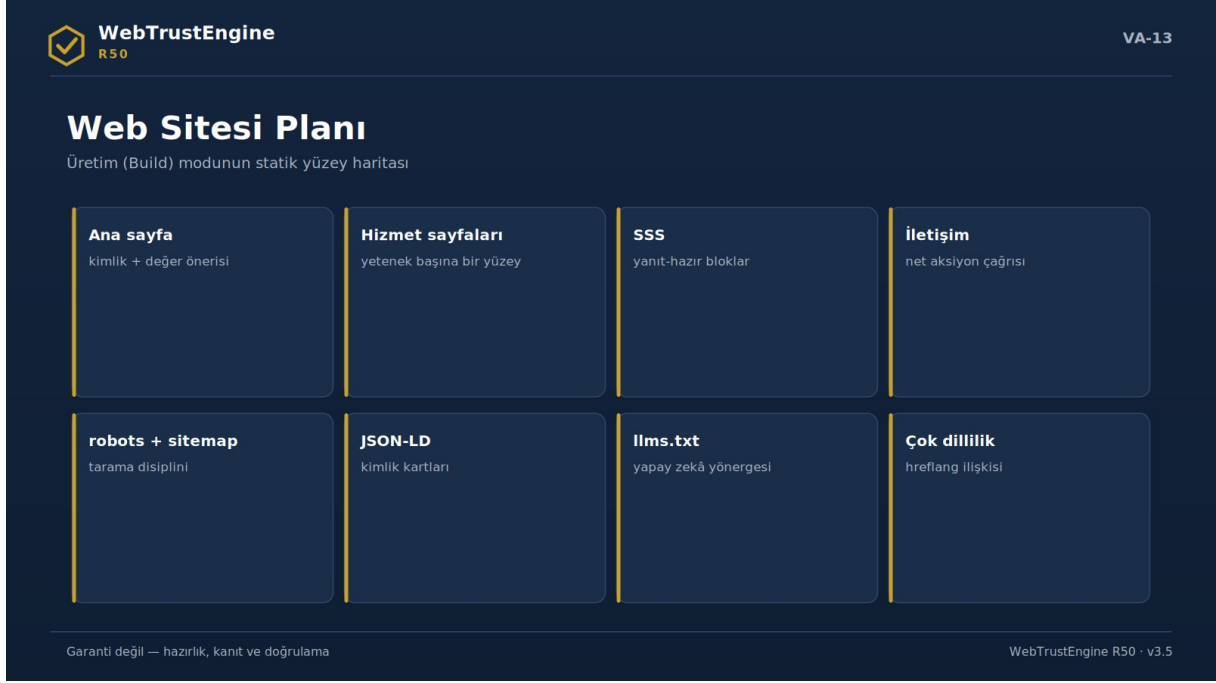 WebTrustEngine
R50
VA-13
Web Sitesi Planı
Üretim (Build) modunun statik yüzey haritası
Ana sayfa
kimlik + değer önerisi
Hizmet sayfaları
yetenek başına bir yüzey
SSS
yanıt-hazır bloklar
İletişim
net aksiyon çağrısı
robots + sitemap
tarama disiplini
JSON-LD
kimlik kartları
llms.txt
yapay zekâ yönergesi
Çok dillilik
hreflang ilişkisi
Garanti değil — hazırlık, kanıt ve doğrulama
WebTrustEngine R50 · v3.5